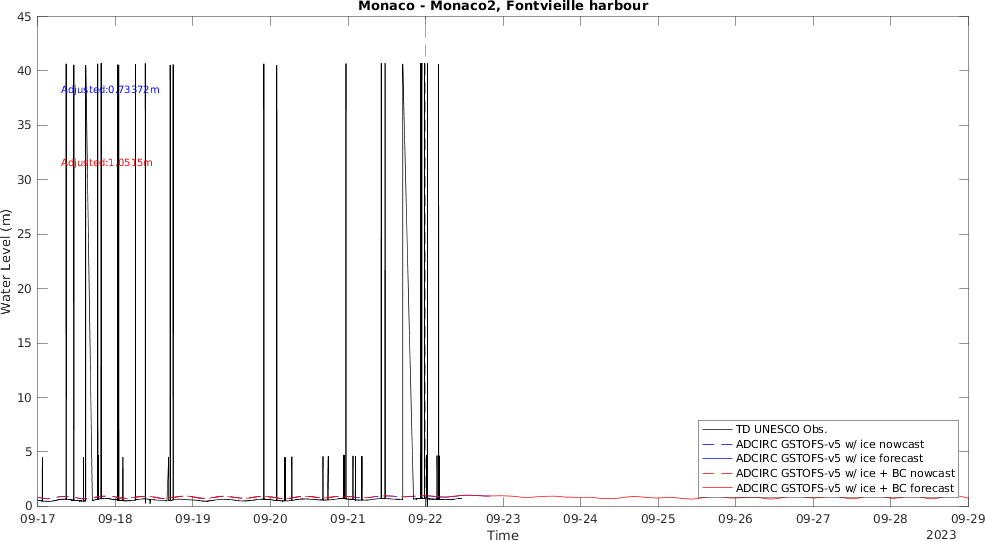 Monaco - Monaco2, Fontvieille harbour
45
40
35
30
25
20
15
10
5
0
Water Level (m)
Adjusted:0.73372m
Adjusted:1.0515m
TD UNESCO Obs.
ADCIRC GSTOFS-v5 w/ ice nowcast
ADCIRC GSTOFS-v5 w/ ice forecast
ADCIRC GSTOFS-v5 w/ ice + BC nowcast
ADCIRC GSTOFS-v5 w/ ice + BC forecast
09-17 09-18 09-19 09-20 09-21 09-22 09-23 09-24 09-25 09-26 09-27 09-28 09-29
Time
2023